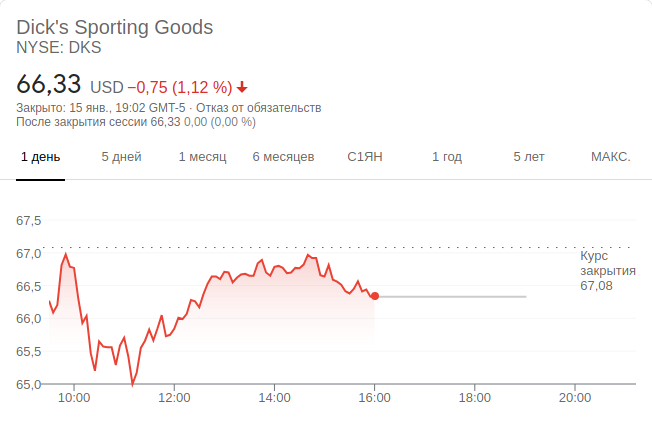 Dick's Sporting Goods
NYSE: DKS
66,33 USD −0,75 (1,12 %)
Закрыто: 15 янв., 19:02 GMT-5 · Отказ от обязательств
После закрытия сессии 66,33 0,00 (0,00 %)
1 день 5 дней 1 месяц 6 месяцев С1ЯН 1 год 5 лет МАКС.
67,5
67,0
Курс
закрытия
67,08
66,5
66,0
65,5
65,0
10:00 12:00 14:00 16:00 18:00 20:00